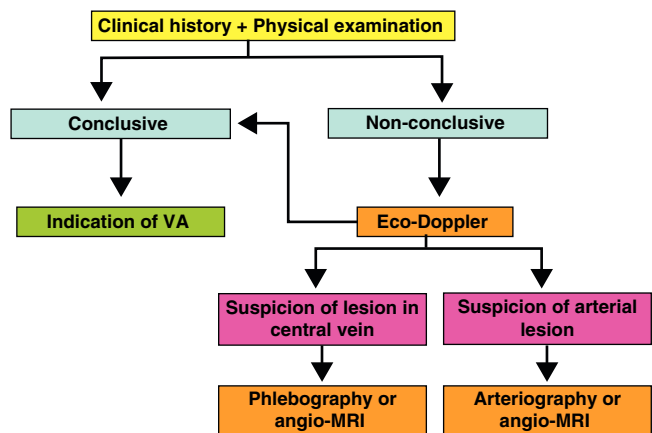 Clinical history + Physical examination
Conclusive
Non-conclusive
Indication of VA
Eco-Doppler
Suspicion of lesion in
central vein
Suspicion of arterial
lesion
Phlebography or
angio-MRI
Arteriography or
angio-MRI